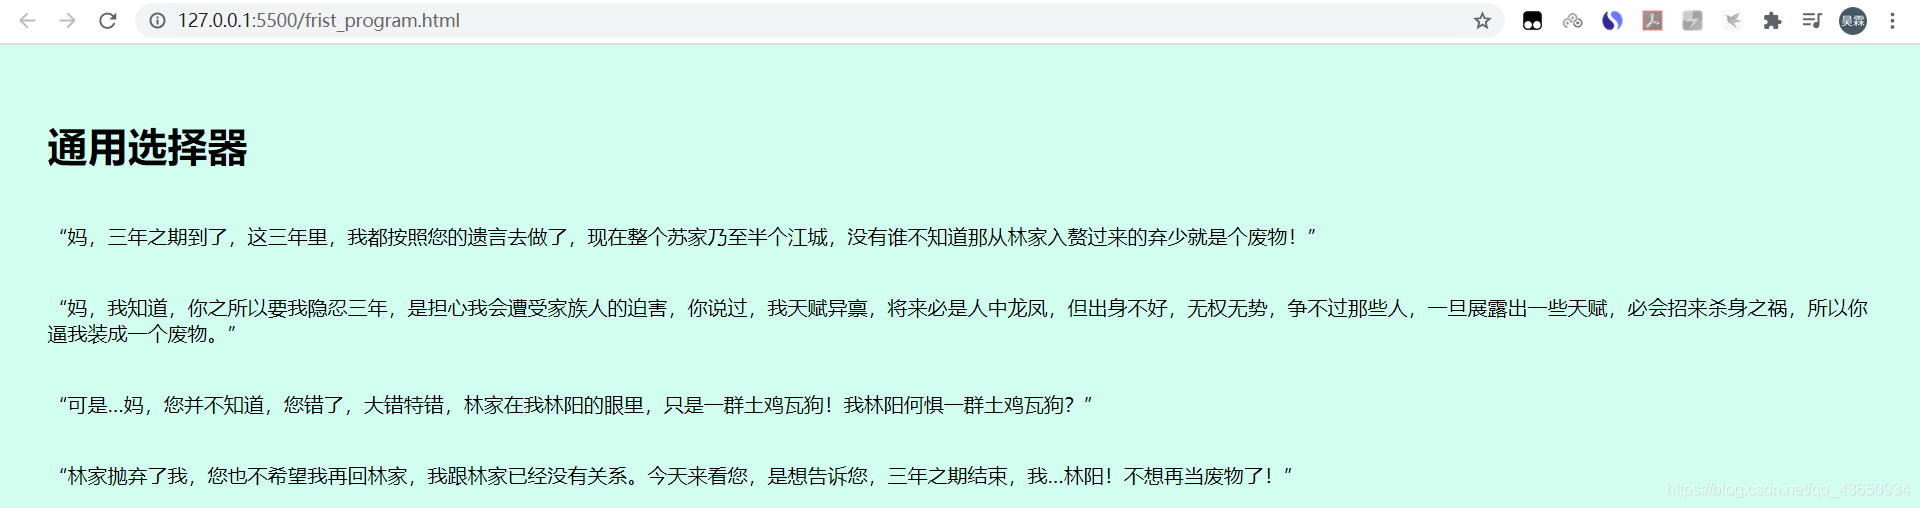 127.0.0.1:5500/frist_program.html
昊霖
通用选择器
“妈，三年之期到了，这三年里，我都按照您的遗言去做了，现在整个苏家乃至半个江城，没有谁不知道那从林家入赘过来的弃少就是个废物！”
“妈，我知道，你之所以要我隐忍三年，是担心我会遭受家族人的迫害，你说过，我天赋异禀，将来必是人中龙凤，但出身不好，无权无势，争不过那些人，一旦展露出一些天赋，必会招来杀身之祸，所以你
逼我装成一个废物。”
“可是...妈，您并不知道，您错了，大错特错，林家在我林阳的眼里，只是一群土鸡瓦狗！我林阳何惧一群土鸡瓦狗？”
“林家抛弃了我，您也不希望我再回林家，我跟林家已经没有关系。今天来看您，是想告诉您，三年之期结束，我...林阳！不想再当废物了！”
https://blog.csdn.net/qq_43650934